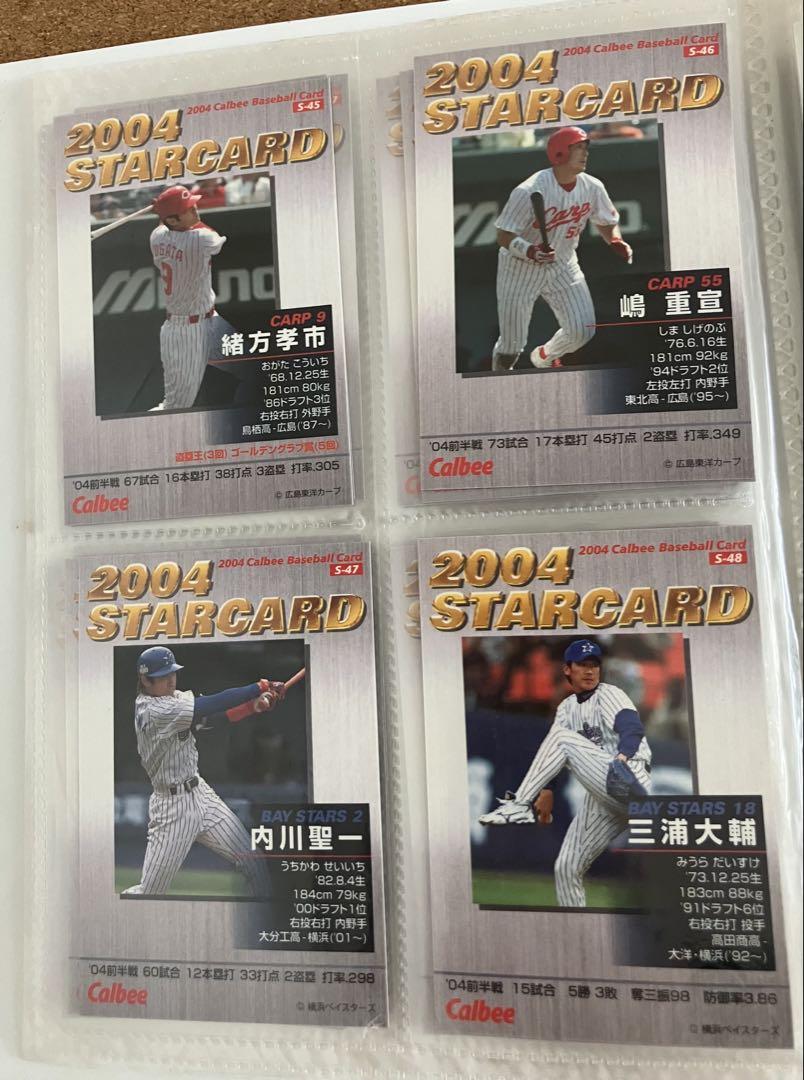 2004 Calbee Baseball Card
S-45
2004
STARCARD
OGATA
9
CARP 9
緒方孝市
おがた こういち
'68.12.25生
181cm 80kg
'86ドラフト3位
右投右打 外野手
鳥栖高-広島('87〜)
盗塁王(3回) ゴールデングラブ賞(5回)
'04前半戦 67試合 16本塁打 38打点 3盗塁 打率.305
Calbee
© 広島東洋カープ
2004 Calbee Baseball Card
S-46
2004
STARCARD
Carp
55
CARP 55
嶋 重宣
しま しげのぶ
'76.6.16生
181cm 92kg
'94ドラフト2位
左投左打 内野手
東北高-広島('95〜)
'04前半戦 73試合 17本塁打 45打点 2盗塁 打率.349
Calbee
© 広島東洋カープ
2004 Calbee Baseball Card
S-47
2004
STARCARD
BAY STARS 2
内川聖一
うちかわ せいいち
'82.8.4生
184cm 79kg
'00ドラフト1位
右投右打 内野手
大分工高-横浜('01〜)
'04前半戦 60試合 12本塁打 33打点 2盗塁 打率.298
Calbee
© 横浜ベイスターズ
2004 Calbee Baseball Card
S-48
2004
STARCARD
BAY STARS 18
三浦大輔
みうら だいすけ
'73.12.25生
183cm 88kg
'91ドラフト6位
右投右打 投手
高田商高-
大洋・横浜('92〜)
'04前半戦 15試合 5勝 3敗 奪三振98 防御率3.86
Calbee
© 横浜ベイスターズ